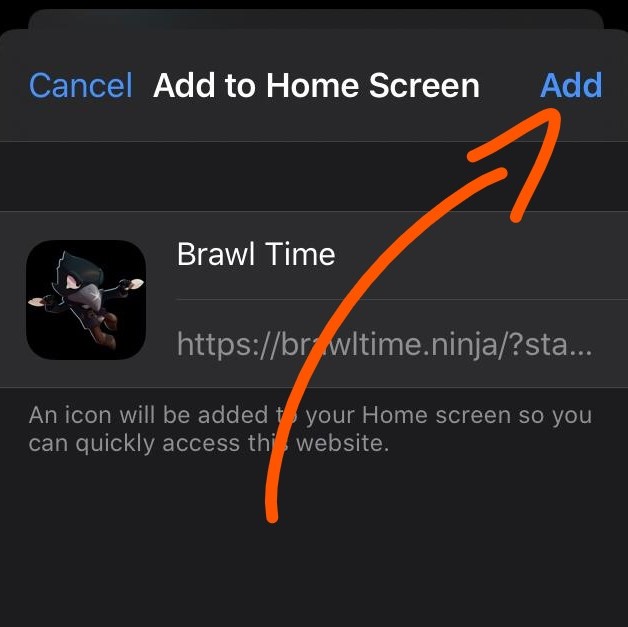 Cancel Add to Home Screen Add
Brawl Time
https://brawltime.ninja/?sta...
An icon will be added to your Home screen so you
can quickly access this website.